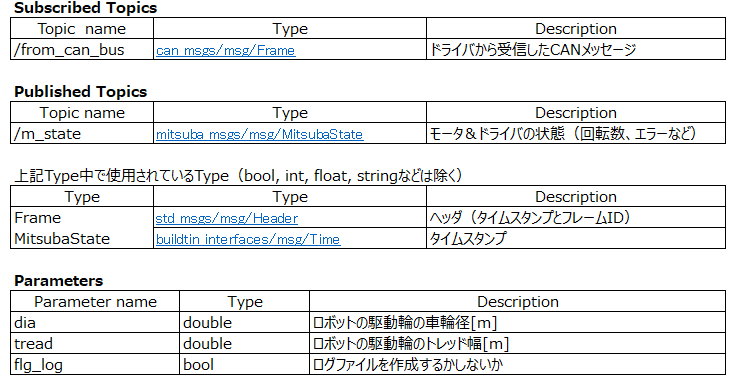 Subscribed Topics
Topic name Type Description
/from_can_bus can_msgs/msg/Frame ドライバから受信したCANメッセージ
Published Topics
Topic name Type Description
/m_state mitsuba_msgs/msg/MitsubaState モータ＆ドライバの状態（回転数、エラーなど）
上記Type中で使用されているType（bool, int, float, stringなどは除く）
Type Type Description
Frame std_msgs/msg/Header ヘッダ（タイムスタンプとフレームID）
MitsubaState builtin_interfaces/msg/Time タイムスタンプ
Parameters
Parameter name Type Description
dia double ロボットの駆動輪の車輪径[m]
tread double ロボットの駆動輪のトレッド幅[m]
flg_log bool ログファイルを作成するかしないか